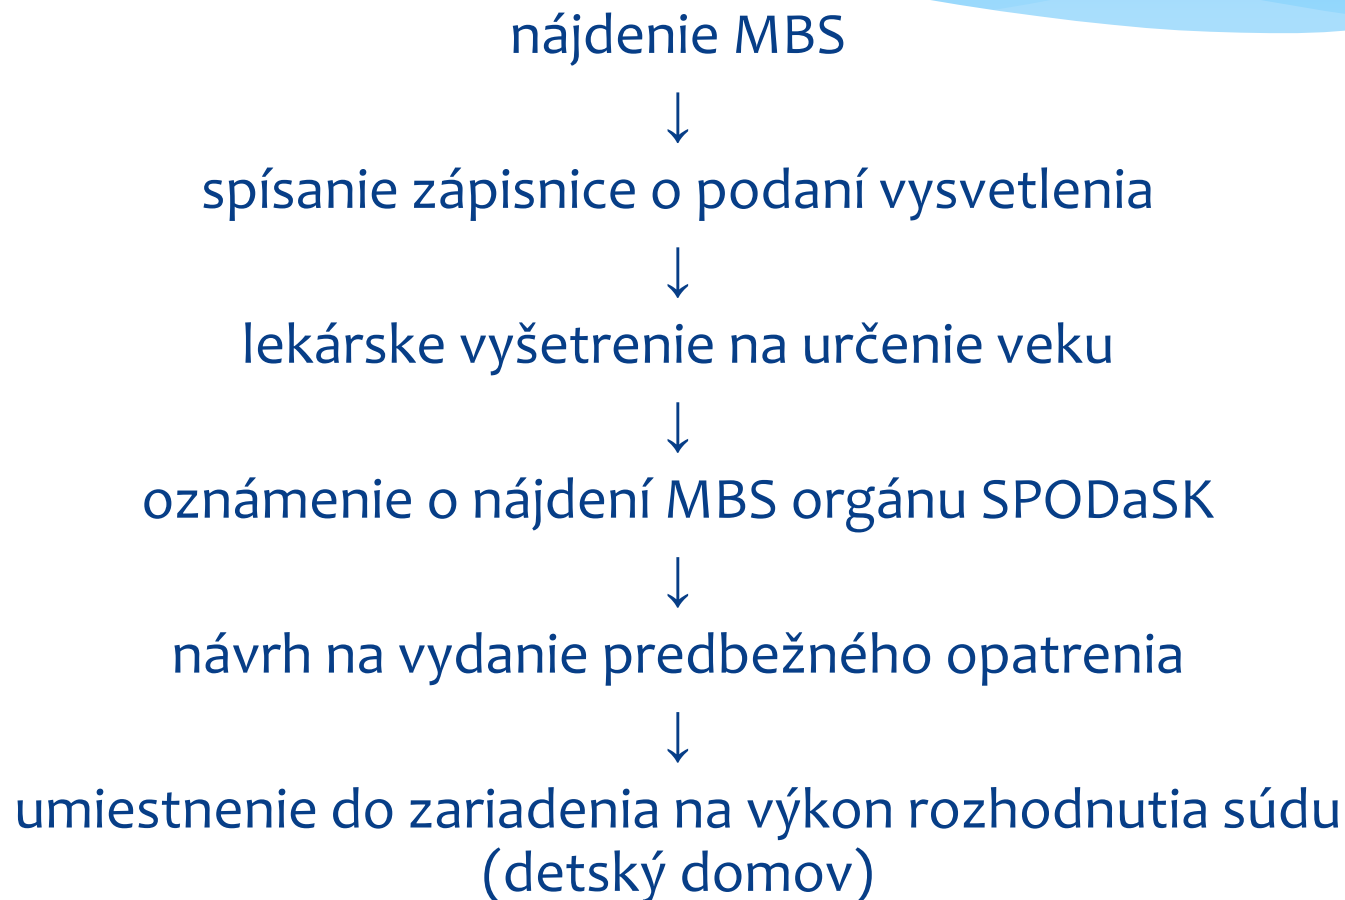 nájdenie MBS
↓
spísanie zápisnice o podaní vysvetlenia
↓
lekárske vyšetrenie na určenie veku
↓
oznámenie o nájdení MBS orgánu SPODaSK
↓
návrh na vydanie predbežného opatrenia
↓
umiestnenie do zariadenia na výkon rozhodnutia súdu
(detský domov)